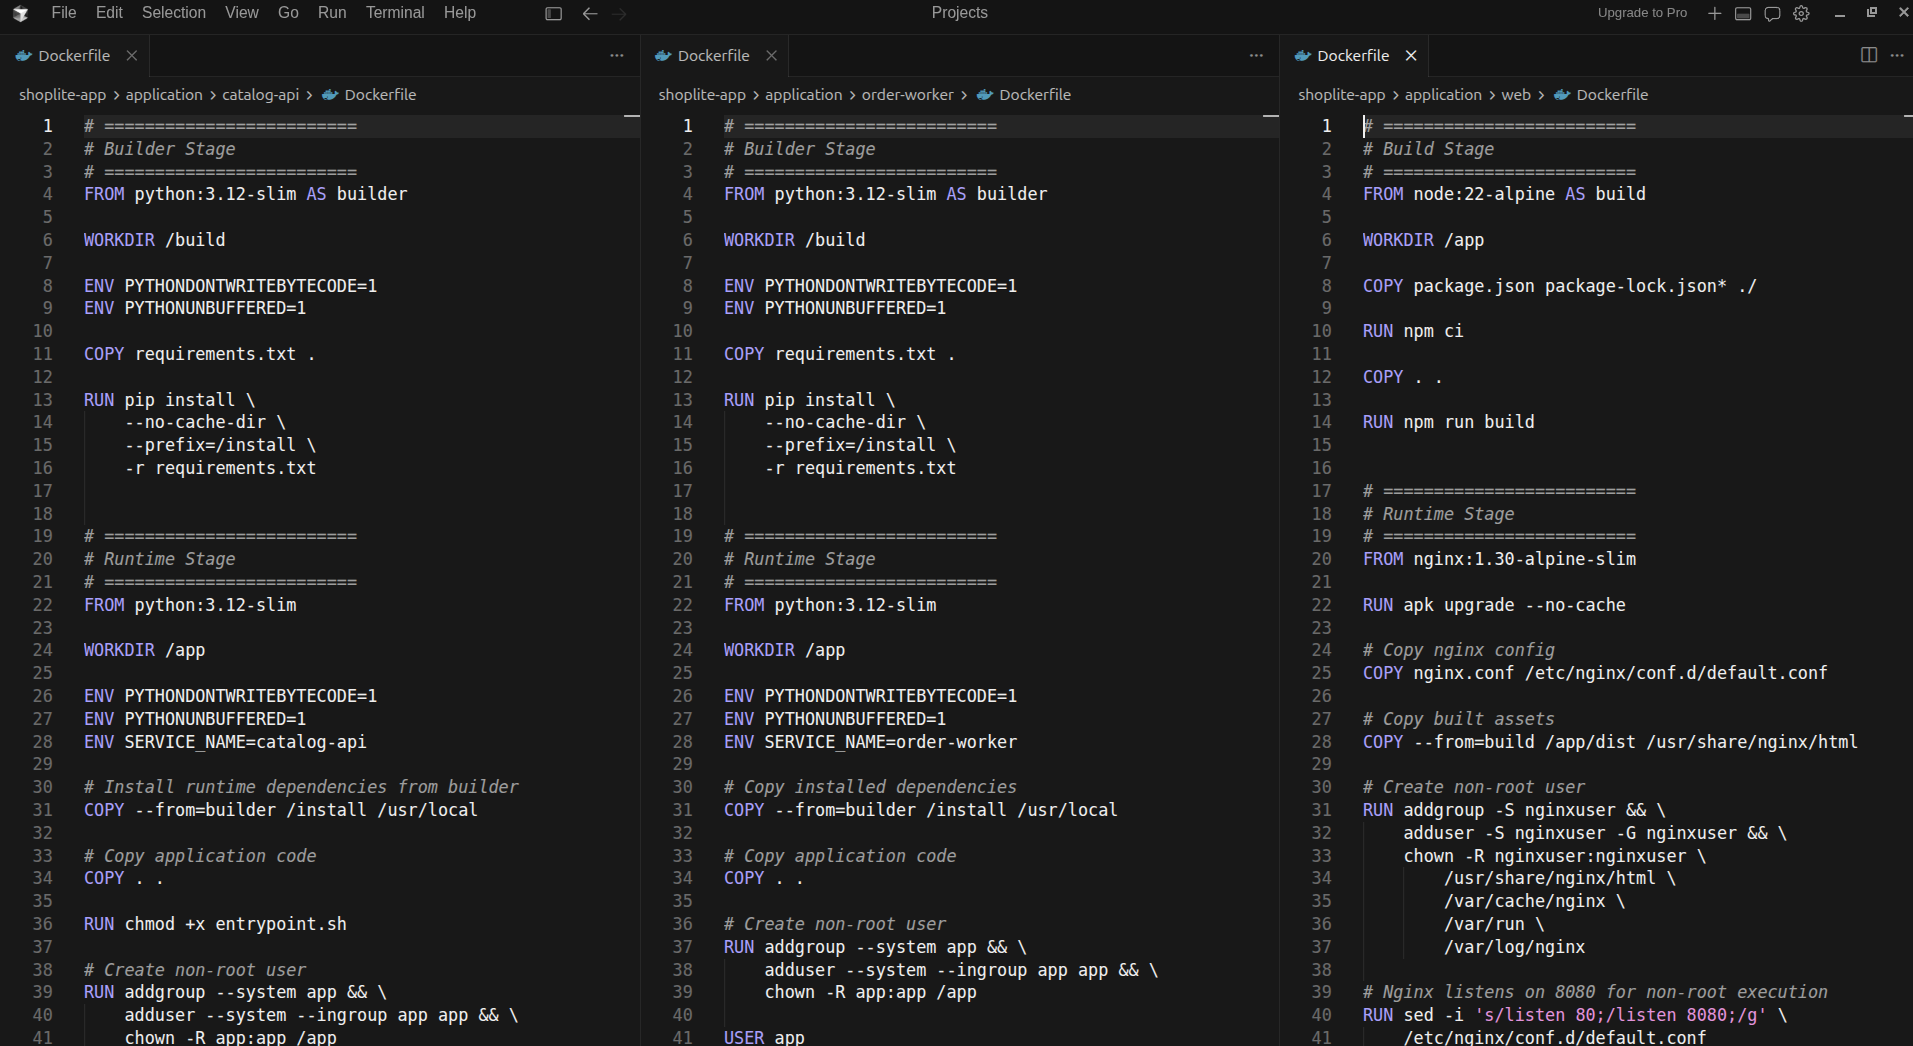 File Edit Selection View Go Run Terminal Help
Projects
Upgrade to Pro
Dockerfile
shoplite-app > application > catalog-api > Dockerfile
1 # =========================
2 # Builder Stage
3 # =========================
4 FROM python:3.12-slim AS builder
5
6 WORKDIR /build
7
8 ENV PYTHONDONTWRITEBYTECODE=1
9 ENV PYTHONUNBUFFERED=1
10
11 COPY requirements.txt .
12
13 RUN pip install \
14     --no-cache-dir \
15     --prefix=/install \
16     -r requirements.txt
17
18
19 # =========================
20 # Runtime Stage
21 # =========================
22 FROM python:3.12-slim
23
24 WORKDIR /app
25
26 ENV PYTHONDONTWRITEBYTECODE=1
27 ENV PYTHONUNBUFFERED=1
28 ENV SERVICE_NAME=catalog-api
29
30 # Install runtime dependencies from builder
31 COPY --from=builder /install /usr/local
32
33 # Copy application code
34 COPY . .
35
36 RUN chmod +x entrypoint.sh
37
38 # Create non-root user
39 RUN addgroup --system app && \
40     adduser --system --ingroup app app && \
41     chown -R app:app /app
Dockerfile
shoplite-app > application > order-worker > Dockerfile
1 # =========================
2 # Builder Stage
3 # =========================
4 FROM python:3.12-slim AS builder
5
6 WORKDIR /build
7
8 ENV PYTHONDONTWRITEBYTECODE=1
9 ENV PYTHONUNBUFFERED=1
10
11 COPY requirements.txt .
12
13 RUN pip install \
14     --no-cache-dir \
15     --prefix=/install \
16     -r requirements.txt
17
18
19 # =========================
20 # Runtime Stage
21 # =========================
22 FROM python:3.12-slim
23
24 WORKDIR /app
25
26 ENV PYTHONDONTWRITEBYTECODE=1
27 ENV PYTHONUNBUFFERED=1
28 ENV SERVICE_NAME=order-worker
29
30 # Copy installed dependencies
31 COPY --from=builder /install /usr/local
32
33 # Copy application code
34 COPY . .
35
36 # Create non-root user
37 RUN addgroup --system app && \
38     adduser --system --ingroup app app && \
39     chown -R app:app /app
40
41 USER app
Dockerfile
shoplite-app > application > web > Dockerfile
1 # =========================
2 # Build Stage
3 # =========================
4 FROM node:22-alpine AS build
5
6 WORKDIR /app
7
8 COPY package.json package-lock.json* ./
9
10 RUN npm ci
11
12 COPY . .
13
14 RUN npm run build
15
16
17 # =========================
18 # Runtime Stage
19 # =========================
20 FROM nginx:1.30-alpine-slim
21
22 RUN apk upgrade --no-cache
23
24 # Copy nginx config
25 COPY nginx.conf /etc/nginx/conf.d/default.conf
26
27 # Copy built assets
28 COPY --from=build /app/dist /usr/share/nginx/html
29
30 # Create non-root user
31 RUN addgroup -S nginxuser && \
32     adduser -S nginxuser -G nginxuser && \
33     chown -R nginxuser:nginxuser \
34         /usr/share/nginx/html \
35         /var/cache/nginx \
36         /var/run \
37         /var/log/nginx
38
39 # Nginx listens on 8080 for non-root execution
40 RUN sed -i 's/listen 80;/listen 8080;/g' \
41     /etc/nginx/conf.d/default.conf